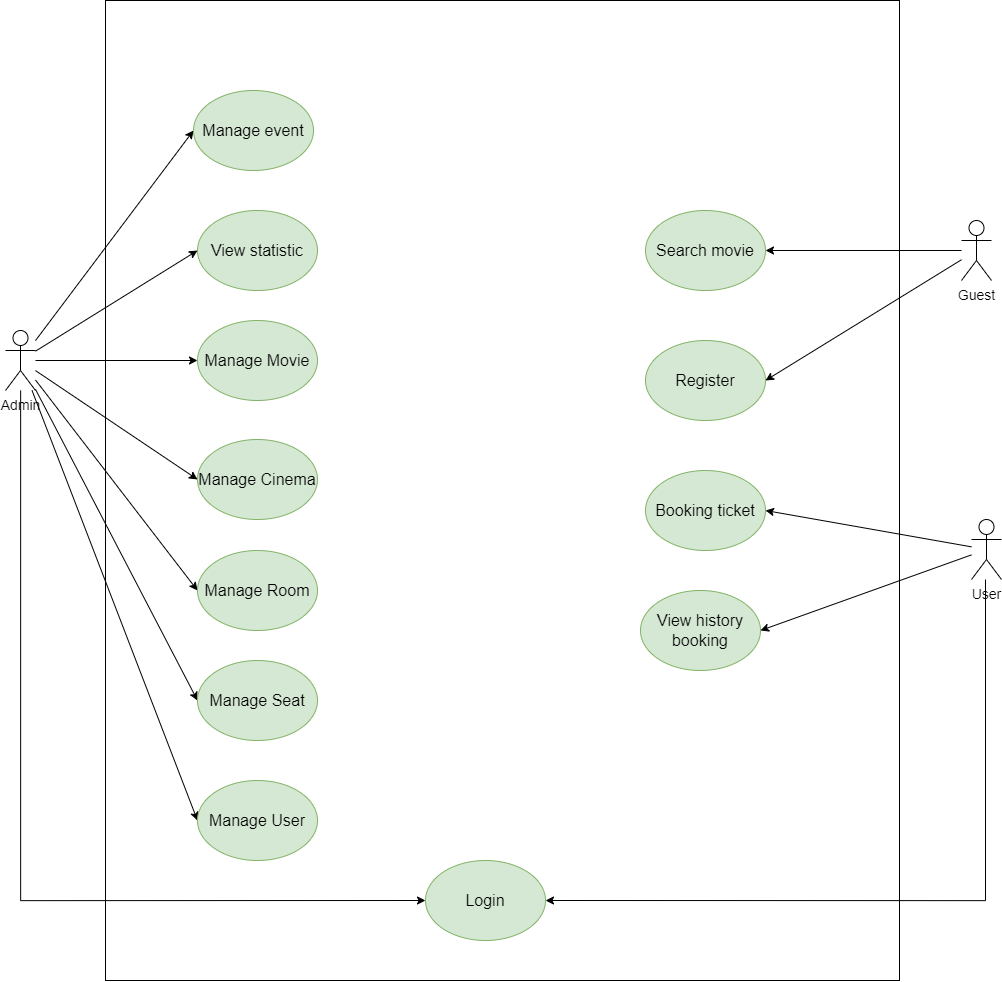 Manage event
View statistic
Manage Movie
Manage Cinema
Manage Room
Manage Seat
Manage User
Admin
Search movie
Register
Booking ticket
View history
booking
Guest
User
Login